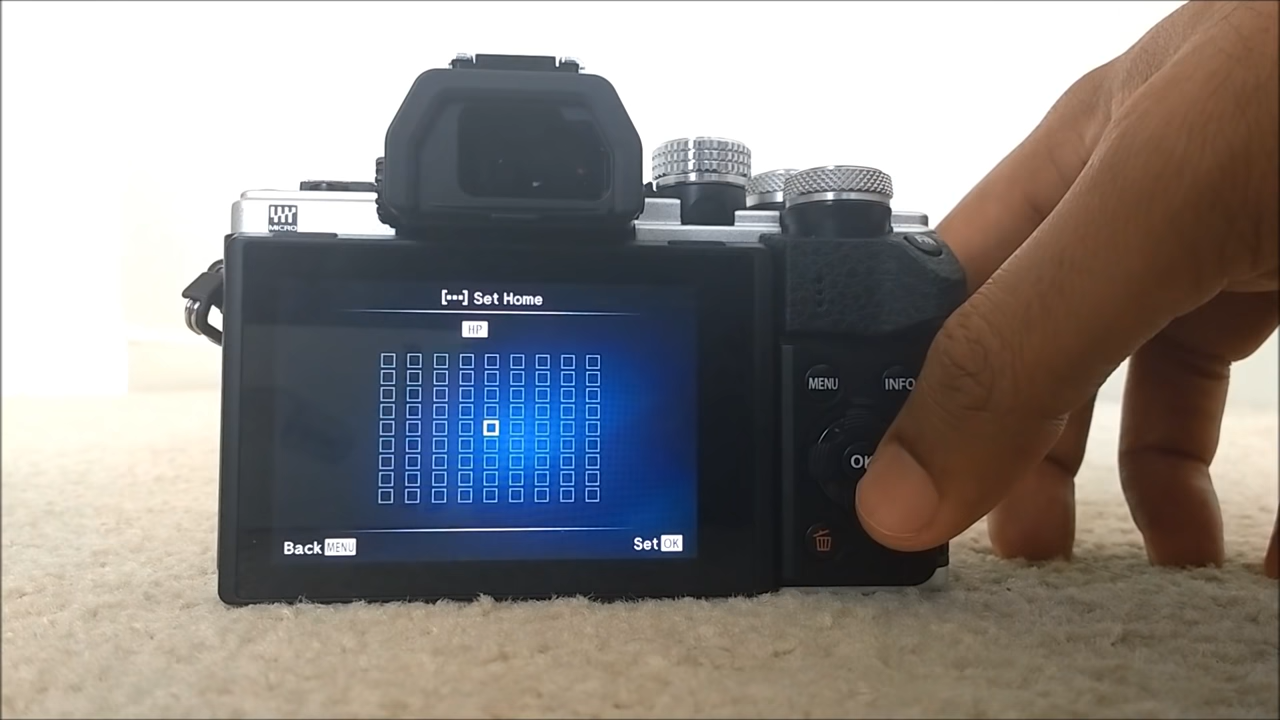 MICRO
[•••] Set Home
HP
MENU
INFO
OK
Back MENU
Set OK